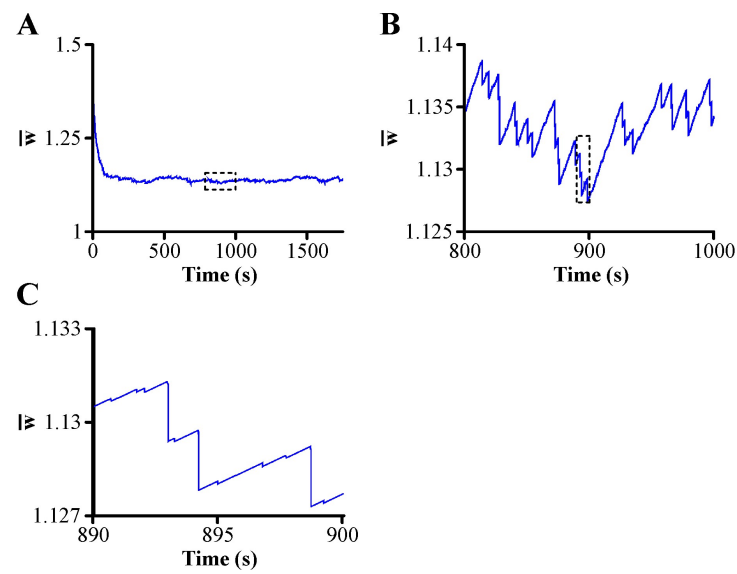 A
1.5
1.25
1
w̅
0 500 1000 1500
Time (s)
B
1.14
1.135
1.13
1.125
w̅
800 900 1000
Time (s)
C
1.133
1.13
1.127
w̅
890 895 900
Time (s)